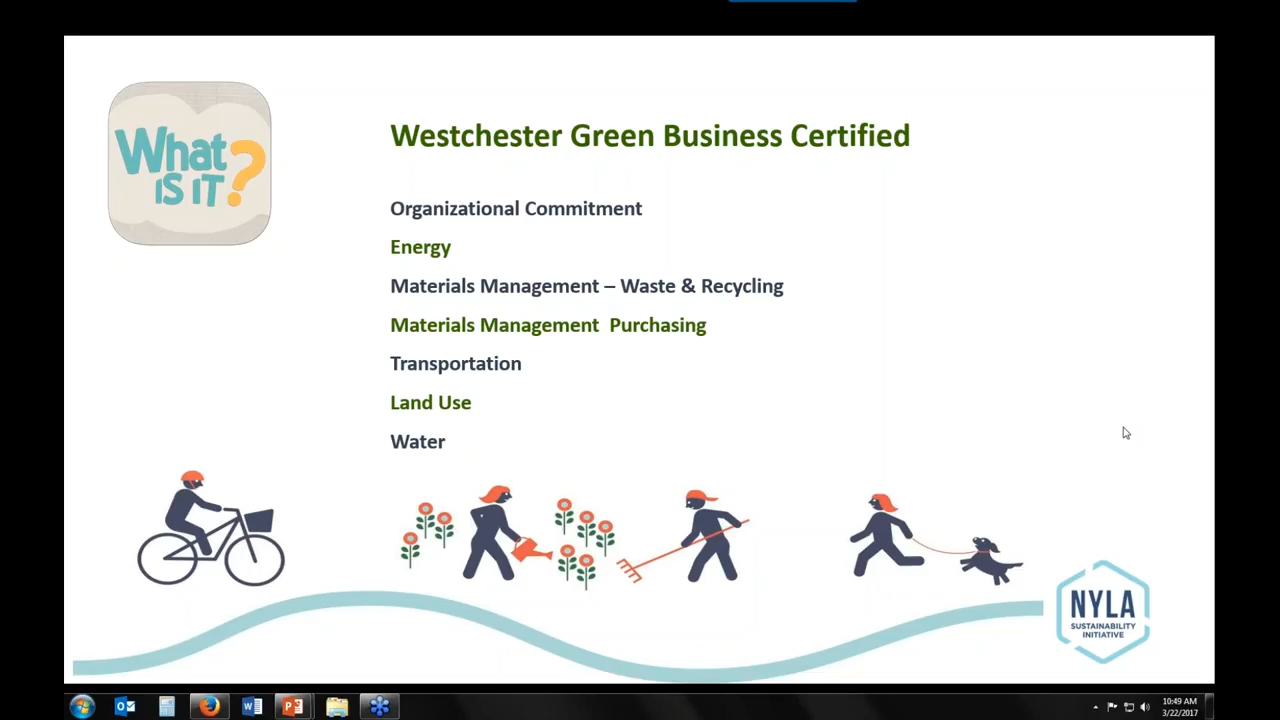 What
IS IT?
Westchester Green Business Certified
Organizational Commitment
Energy
Materials Management – Waste & Recycling
Materials Management  Purchasing
Transportation
Land Use
Water
NYLA
SUSTAINABILITY
INITIATIVE
10:49 AM
3/22/2017